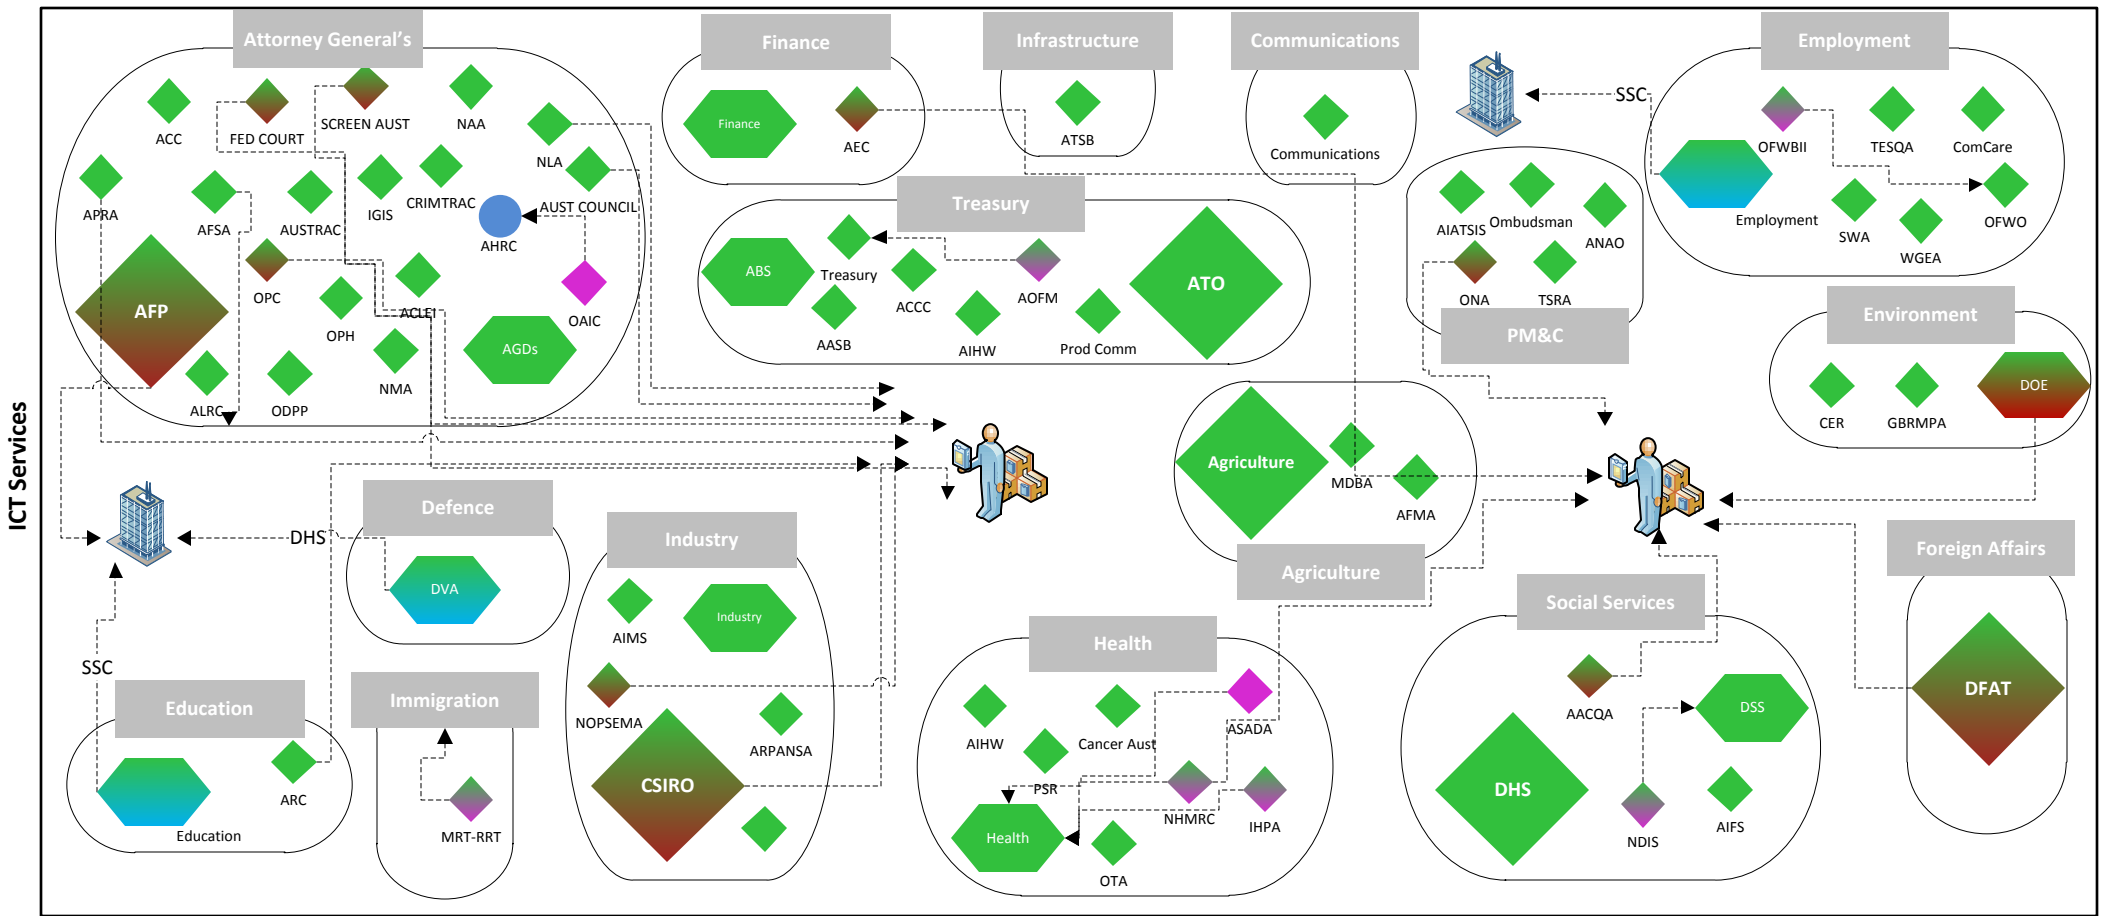 ICT Services
Attorney General's
ACC
FED COURT
SCREEN AUST
NAA
NLA
APRA
AFSA
AUSTRAC
IGIS
CRIMTRAC
AUST COUNCIL
AHRC
AFP
OPC
OPH
ACLEI
OAIC
AGDs
ALRC
ODPP
NMA
Finance
Finance
AEC
Infrastructure
ATSB
Communications
Communications
SSC
Employment
OFWBII
TESQA
ComCare
Employment
SWA
WGEA
OFWO
Treasury
ABS
Treasury
ACCC
AOFM
ATO
AASB
AIHW
Prod Comm
AIATSIS
Ombudsman
ANAO
ONA
TSRA
PM&C
Environment
CER
GBRMPA
DOE
Agriculture
MDBA
AFMA
Agriculture
Defence
DHS
DVA
Industry
AIMS
Industry
NOPSEMA
ARPANSA
CSIRO
SSC
Education
ARC
Education
Immigration
MRT-RRT
Health
AIHW
Cancer Aust
ASADA
PSR
NHMRC
IHPA
Health
OTA
Social Services
AACQA
DSS
DHS
NDIS
AIFS
Foreign Affairs
DFAT